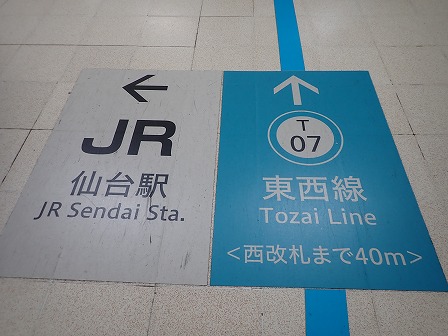 ←
JR
仙台駅
JR Sendai Sta.
↑
T
07
東西線
Tozai Line
<西改札まで40m>